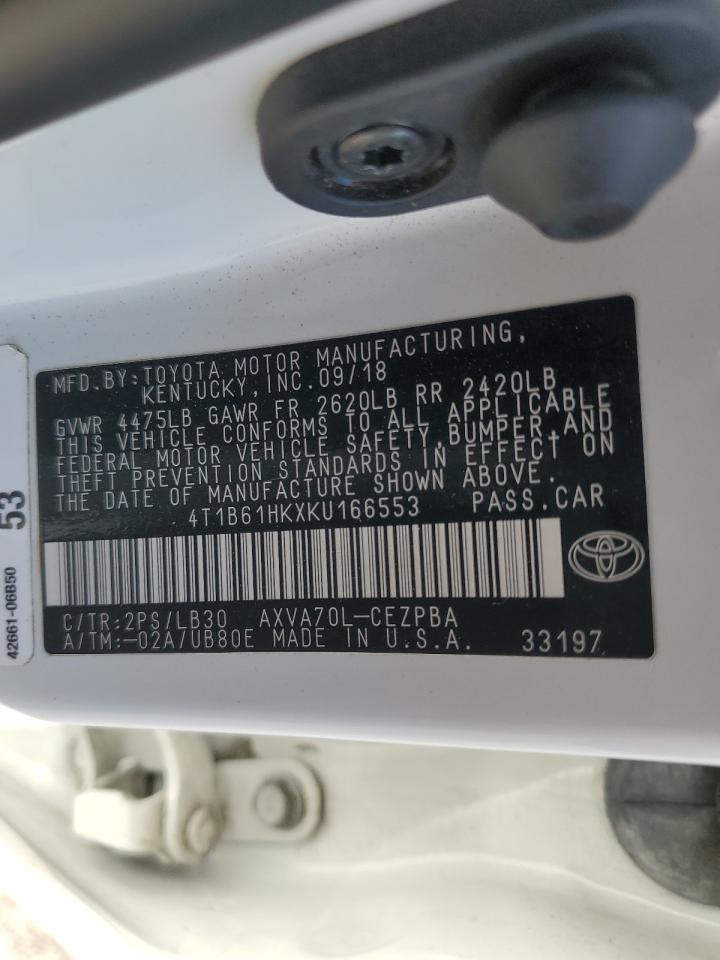 MFD.BY:TOYOTA MOTOR MANUFACTURING,
KENTUCKY,INC.09/18
GVWR 4475LB GAWR FR 2620LB RR 2420LB
THIS VEHICLE CONFORMS TO ALL APPLICABLE
FEDERAL MOTOR VEHICLE SAFETY,BUMPER,AND
THEFT PREVENTION STANDARDS IN EFFECT ON
THE DATE OF MANUFACTURE SHOWN ABOVE.
4T1B61HKXKU166553 PASS.CAR
C/TR:2PS/LB30 AXVA70L-CEZPBA
A/TM:-02A/UB80E MADE IN U.S.A. 33197
53
42661-06B50